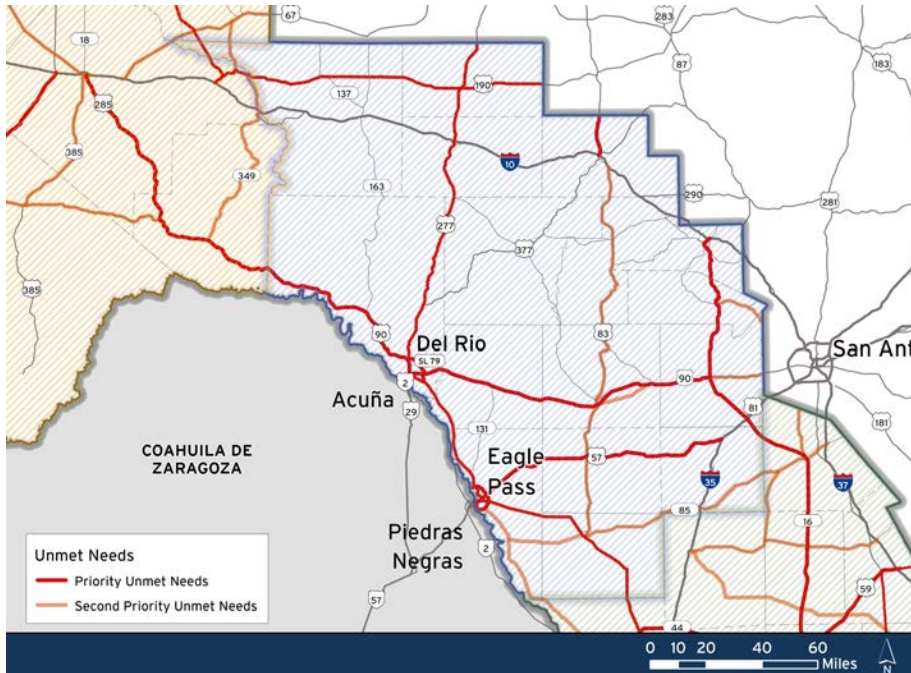 67
283
18
87
183
190
137
285
10
385
349
163
290
281
277
377
385
90
83
Del Rio
SL 79
San Ant
2
90
Acuña
29
81
181
131
COAHUILA DE
ZARAGOZA
Eagle
Pass
57
35
37
85
16
Piedras
Negras
2
Unmet Needs
Priority Unmet Needs
Second Priority Unmet Needs
57
59
44
0 10 20 40 60
Miles
N